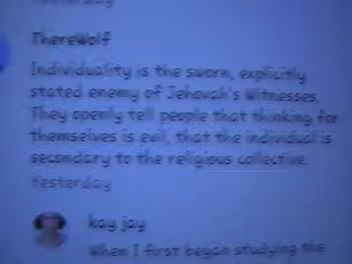 Yesterday
ThereWolf
Individuality is the sworn, explicitly
stated enemy of Jehovah's Witnesses.
They openly tell people that thinking for
themselves is evil, that the individual is
secondary to the religious collective.
Yesterday
kay jay
When I first began studying the